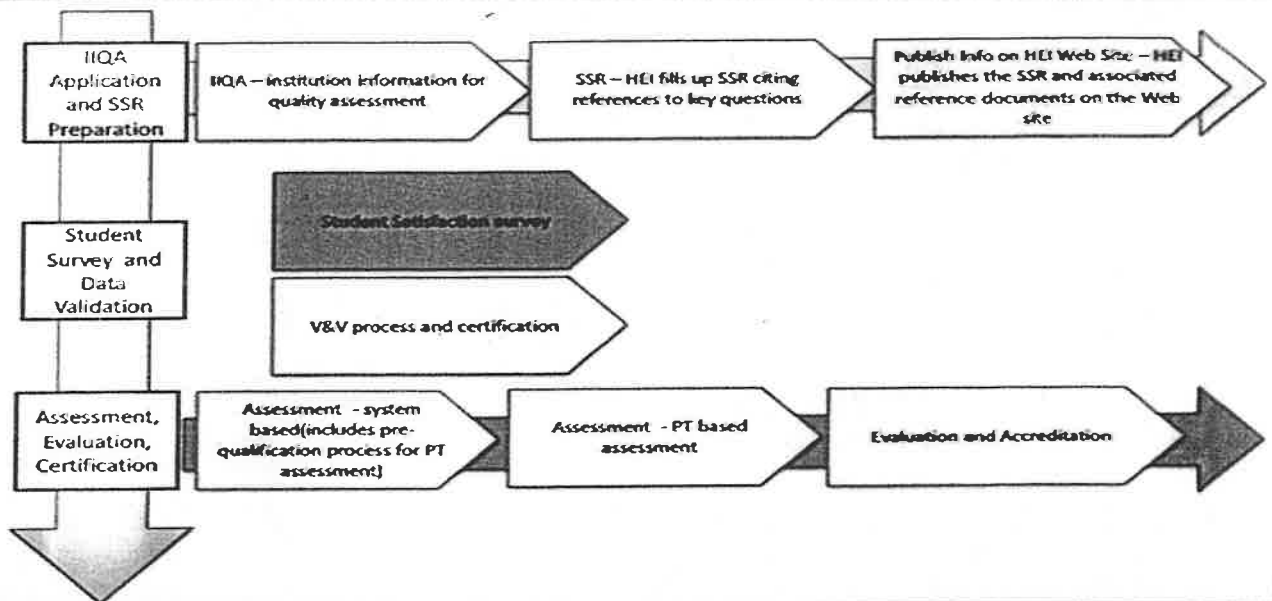 IIQA
Application
and SSR
Preparation
IIQA – institution information for
quality assessment
SSR – HEI fills up SSR citing
references to key questions
Publish Info on HEI Web Site – HEI
publishes the SSR and associated
reference documents on the Web
site
Student
Survey and
Data
Validation
Student Satisfaction survey
V&V process and certification
Assessment,
Evaluation,
Certification
Assessment - system
based(includes pre-
qualification process for PT
assessment)
Assessment - PT based
assessment
Evaluation and Accreditation